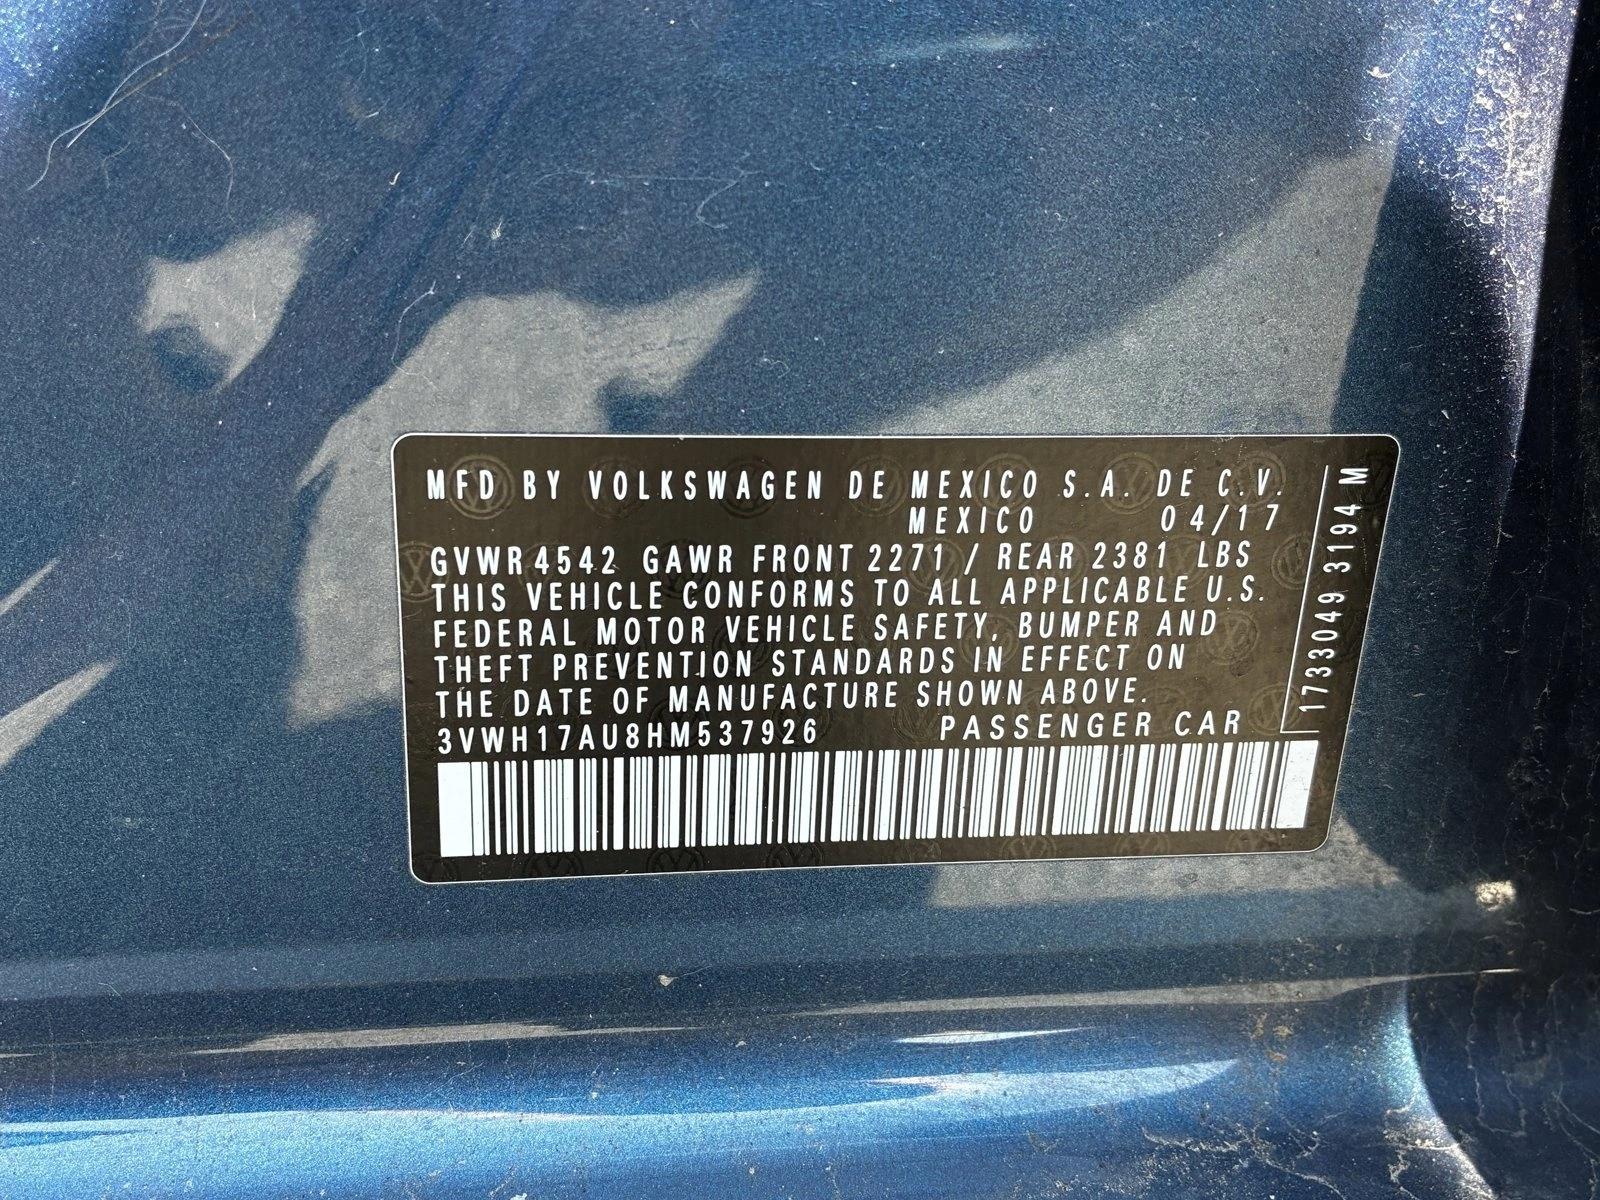 MFD BY VOLKSWAGEN DE MEXICO S.A. DE C.V.
MEXICO 04/17
GVWR 4542 GAWR FRONT 2271 / REAR 2381 LBS
THIS VEHICLE CONFORMS TO ALL APPLICABLE U.S.
FEDERAL MOTOR VEHICLE SAFETY, BUMPER AND
THEFT PREVENTION STANDARDS IN EFFECT ON
THE DATE OF MANUFACTURE SHOWN ABOVE.
3VWH17AU8HM537926 PASSENGER CAR
1733049 3194 M